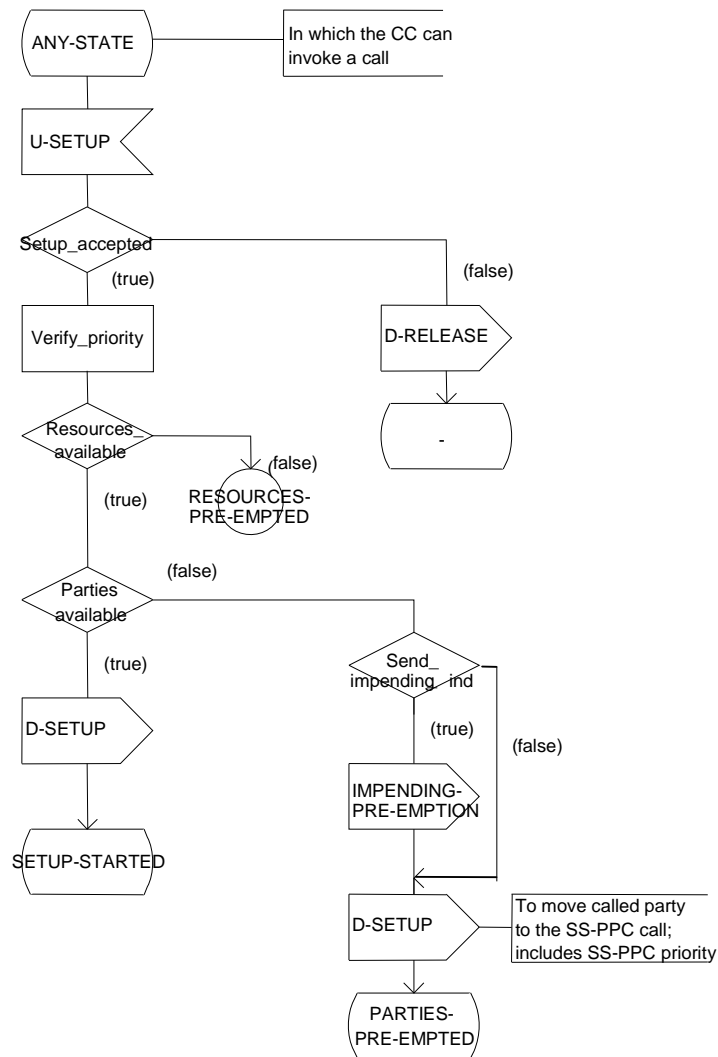 ANY-STATE
In which the CC can
invoke a call
U-SETUP
Setup_accepted
(true)
(false)
Verify_priority
D-RELEASE
Resources_
available
-
(true)
(false)
RESOURCES-
PRE-EMPTED
Parties
available
(false)
(true)
Send_
impending_ind
D-SETUP
(true)
(false)
IMPENDING-
PRE-EMPTION
SETUP-STARTED
D-SETUP
To move called party
to the SS-PPC call;
includes SS-PPC priority
PARTIES-
PRE-EMPTED